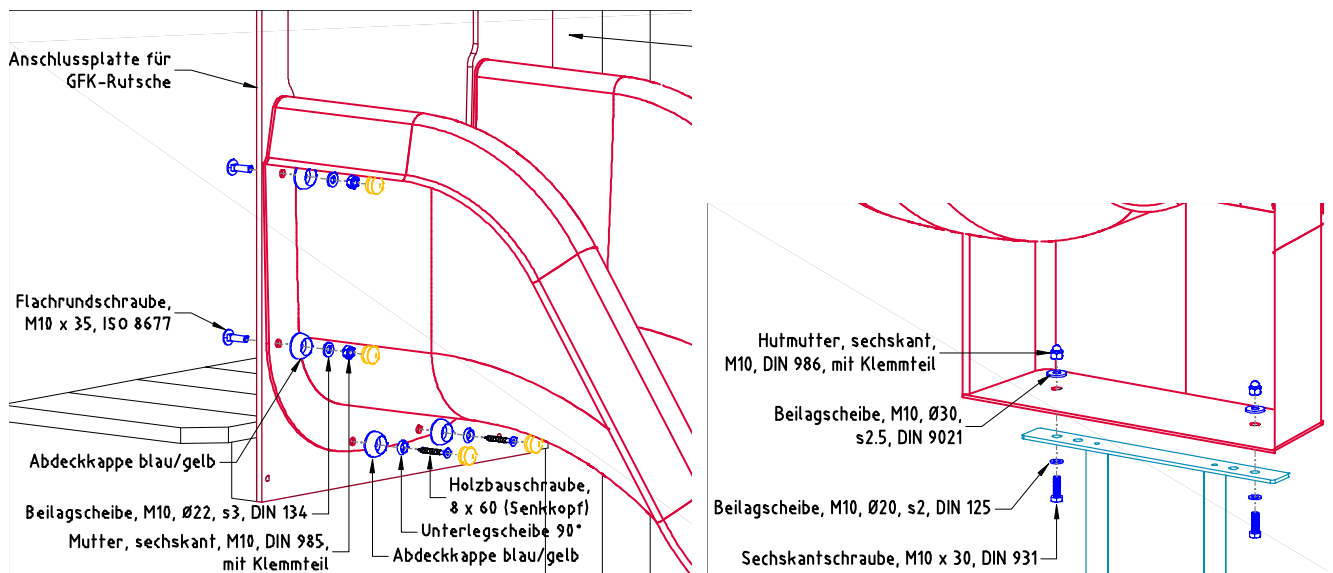 Anschlussplatte für
GFK-Rutsche
Flachrundschraube,
M10 x 35, ISO 8677
Abdeckkappe blau/gelb
Beilagscheibe, M10, Ø22, s3, DIN 134
Mutter, sechskant, M10, DIN 985,
mit Klemmteil
Holzbauschraube,
8 x 60 (Senkkopf)
Unterlegscheibe 90°
Abdeckkappe blau/gelb
Hutmutter, sechskant,
M10, DIN 986, mit Klemmteil
Beilagscheibe, M10, Ø30,
s2.5, DIN 9021
Beilagscheibe, M10, Ø20, s2, DIN 125
Sechskantschraube, M10 x 30, DIN 931